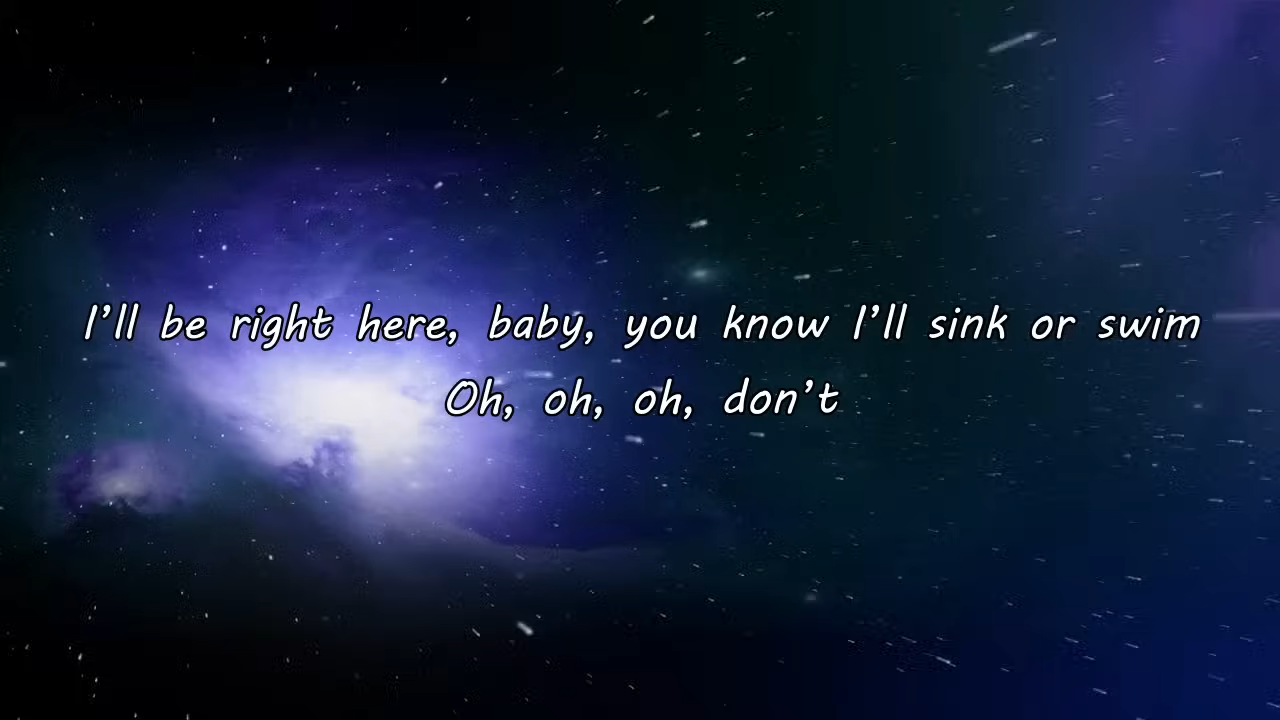 I’ll be right here, baby, you know I’ll sink or swim
Oh, oh, oh, don’t